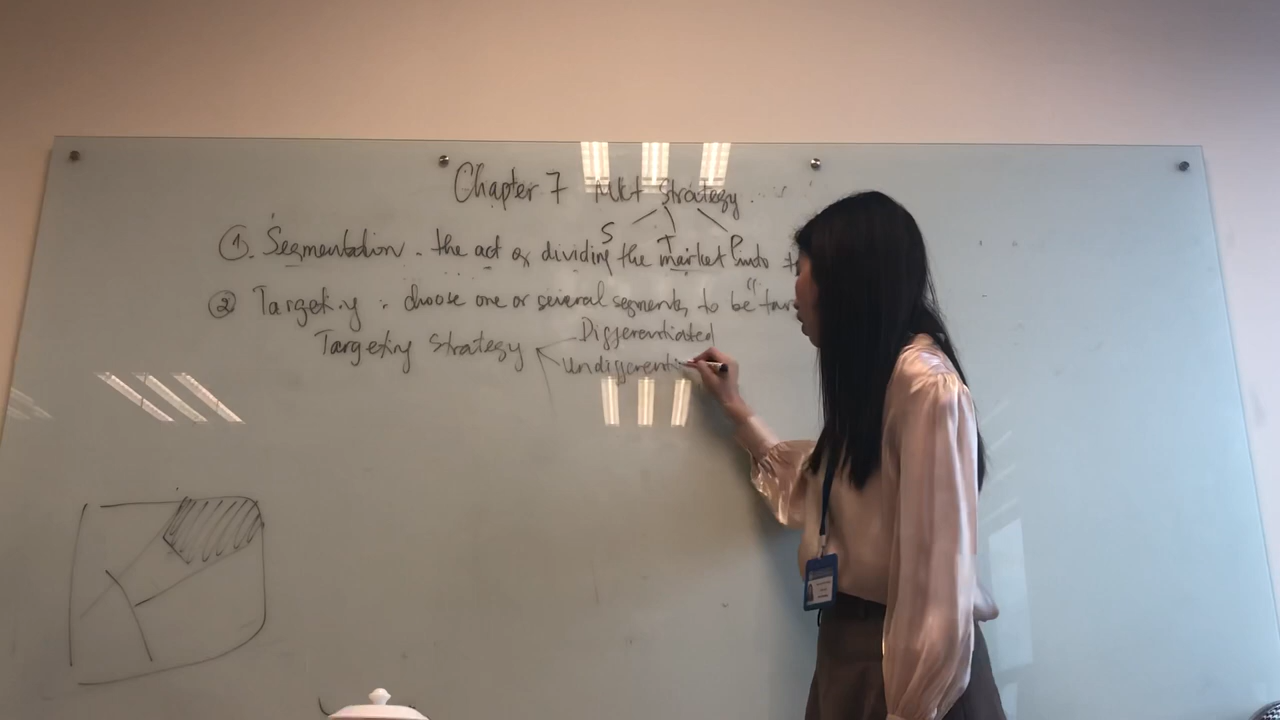 Chapter 7 Mkt Strategy
S T P
①. Segmentation. the act of dividing the market into
② Targeting : choose one or several segments to be
Targeting Strategy
Differentiated
Undifferenti